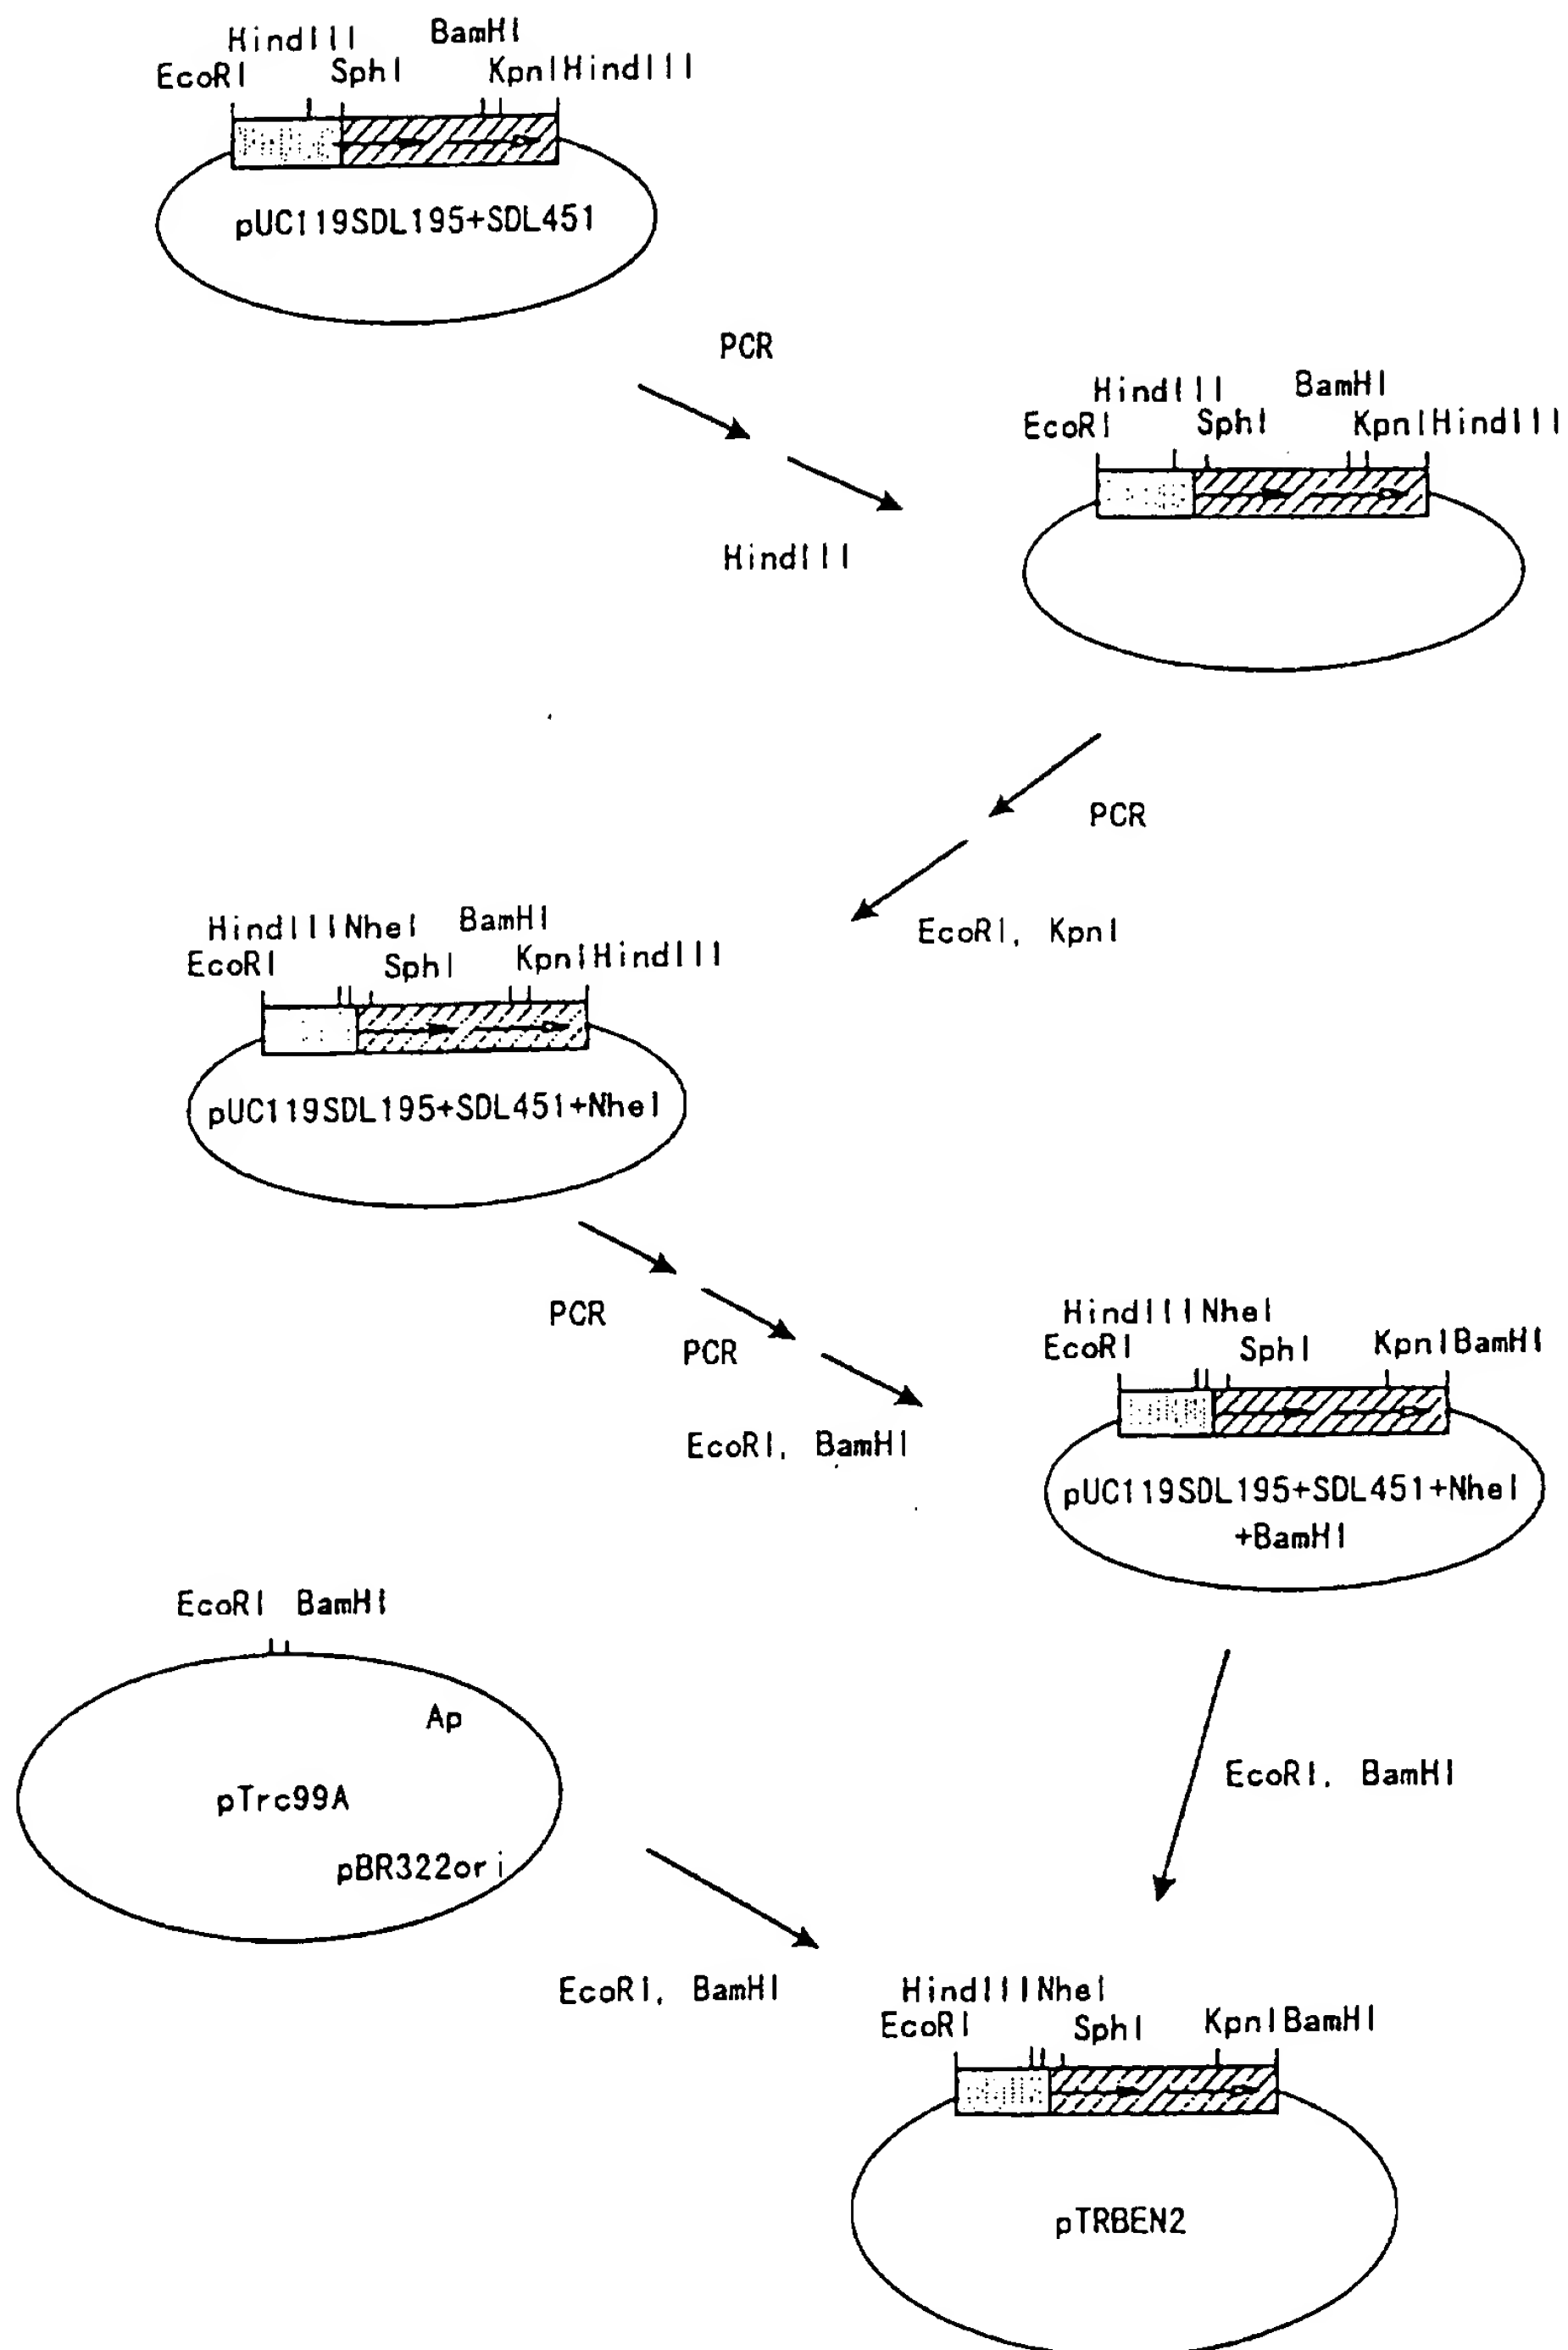 HindIII BamHI
EcoRI SphI KpnIHindIII
pUC119SDL195+SDL451
PCR
HindIII
HindIII BamHI
EcoRI SphI KpnIHindIII
PCR
EcoRI, KpnI
HindIIINheI BamHI
EcoRI SphI KpnIHindIII
pUC119SDL195+SDL451+NheI
PCR
PCR
EcoRI, BamHI
HindIIINheI
EcoRI SphI KpnIBamHI
pUC119SDL195+SDL451+NheI
+BamHI
EcoRI BamHI
Ap
pTrc99A
pBR322ori
EcoRI, BamHI
EcoRI, BamHI
HindIIINheI
EcoRI SphI KpnIBamHI
pTRBEN2